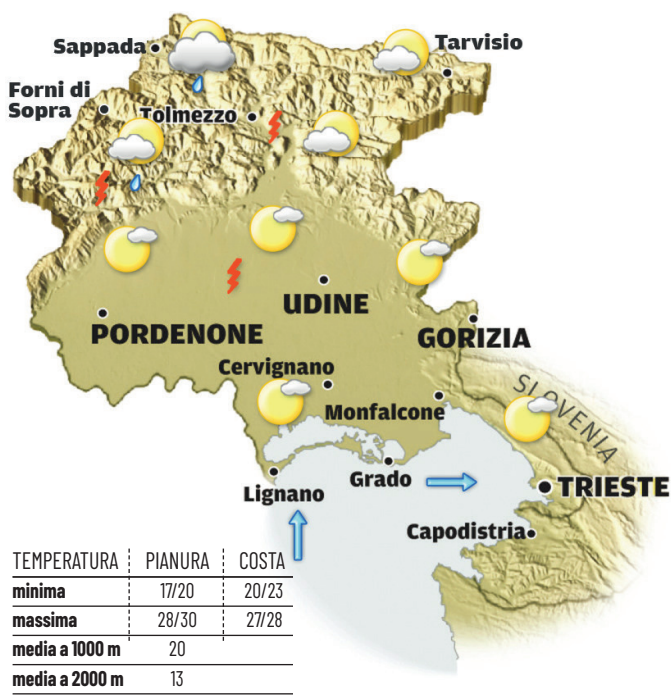 Sappada
Tarvisio
Forni di
Sopra
Tolmezzo
UDINE
PORDENONE
GORIZIA
Cervignano
SLOVENIA
Monfalcone
Grado
Lignano
TRIESTE
Capodistria
TEMPERATURA PIANURA COSTA
minima 17/20 20/23
massima 28/30 27/28
media a 1000 m 20
media a 2000 m 13